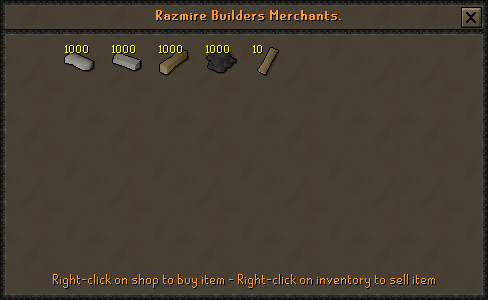 Razmire Builders Merchants.
1000 1000 1000 1000 10
Right-click on shop to buy item - Right-click on inventory to sell item